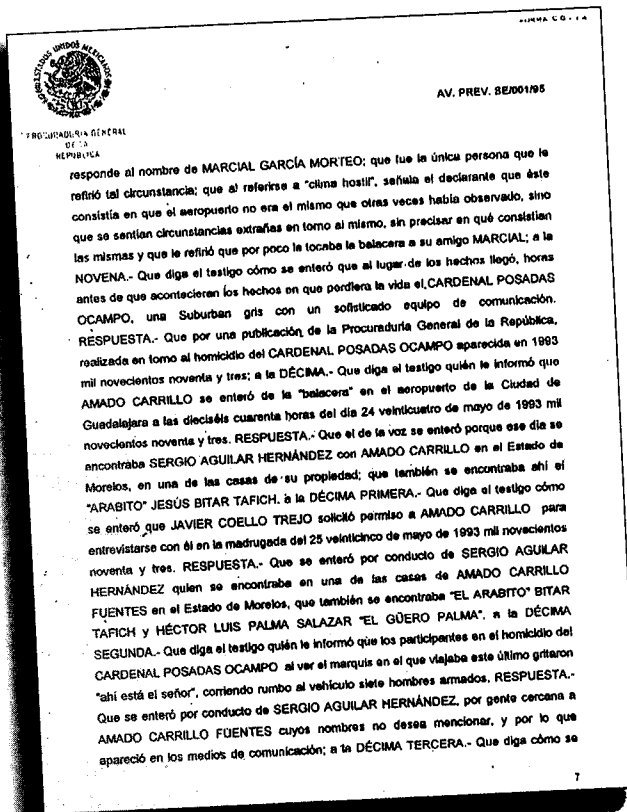 FORMA CG-1 A
ESTADOS UNIDOS MEXICANOS
AV. PREV. SE/001/95
PROCURADURIA GENERAL
DE LA
REPUBLICA
responde al nombre de MARCIAL GARCÍA MORTEO; que fue la única persona que le
refirió tal circunstancia; que al referirse a "clima hostil", señala el declarante que éste
consistía en que el aeropuerto no era el mismo que otras veces había observado, sino
que se sentían circunstancias extrañas en torno al mismo, sin precisar en qué consistían
las mismas y que le refirió que por poco le tocaba la balacera a su amigo MARCIAL; a la
NOVENA.- Que diga el testigo cómo se enteró que al lugar de los hechos llegó, horas
antes de que acontecieran los hechos en que perdiera la vida el CARDENAL POSADAS
OCAMPO, una Suburban gris con un sofisticado equipo de comunicación.
RESPUESTA.- Que por una publicación de la Procuraduría General de la República,
realizada en torno al homicidio del CARDENAL POSADAS OCAMPO aparecida en 1993
mil novecientos noventa y tres; a la DÉCIMA.- Que diga el testigo quién le informó que
AMADO CARRILLO se enteró de la "balacera" en el aeropuerto de la Ciudad de
Guadalajara a las dieciséis cuarenta horas del día 24 veinticuatro de mayo de 1993 mil
novecientos noventa y tres. RESPUESTA.- Que el de la voz se enteró porque ese día se
encontraba SERGIO AGUILAR HERNÁNDEZ con AMADO CARRILLO en el Estado de
Morelos, en una de las casas de su propiedad; que también se encontraba ahí el
"ARABITO" JESÚS BITAR TAFICH. a la DÉCIMA PRIMERA.- Que diga el testigo cómo
se enteró que JAVIER COELLO TREJO solicitó permiso a AMADO CARRILLO para
entrevistarse con él en la madrugada del 25 veinticinco de mayo de 1993 mil novecientos
noventa y tres. RESPUESTA.- Que se enteró por conducto de SERGIO AGUILAR
HERNÁNDEZ quien se encontraba en una de las casas de AMADO CARRILLO
FUENTES en el Estado de Morelos, que también se encontraba "EL ARABITO" BITAR
TAFICH y HÉCTOR LUIS PALMA SALAZAR "EL GÜERO PALMA". a la DÉCIMA
SEGUNDA.- Que diga el testigo quién le informó que los participantes en el homicidio del
CARDENAL POSADAS OCAMPO al ver el marquis en el que viajaba este último gritaron
"ahí está el señor", corriendo rumbo al vehículo siete hombres armados. RESPUESTA.-
Que se enteró por conducto de SERGIO AGUILAR HERNÁNDEZ, por gente cercana a
AMADO CARRILLO FUENTES cuyos nombres no desea mencionar, y por lo que
apareció en los medios de comunicación; a la DÉCIMA TERCERA.- Que diga cómo se
7